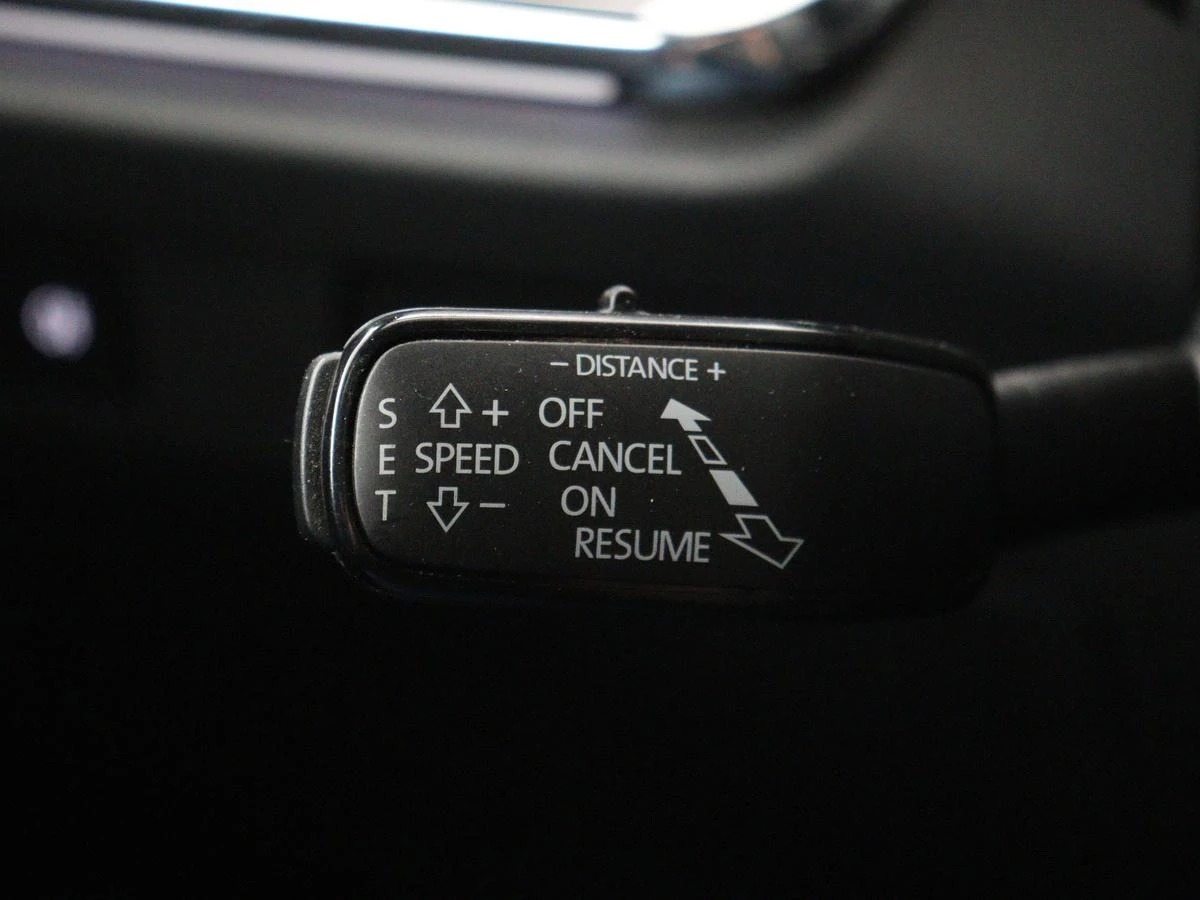 – DISTANCE +
S + OFF
E SPEED CANCEL
T – ON
RESUME